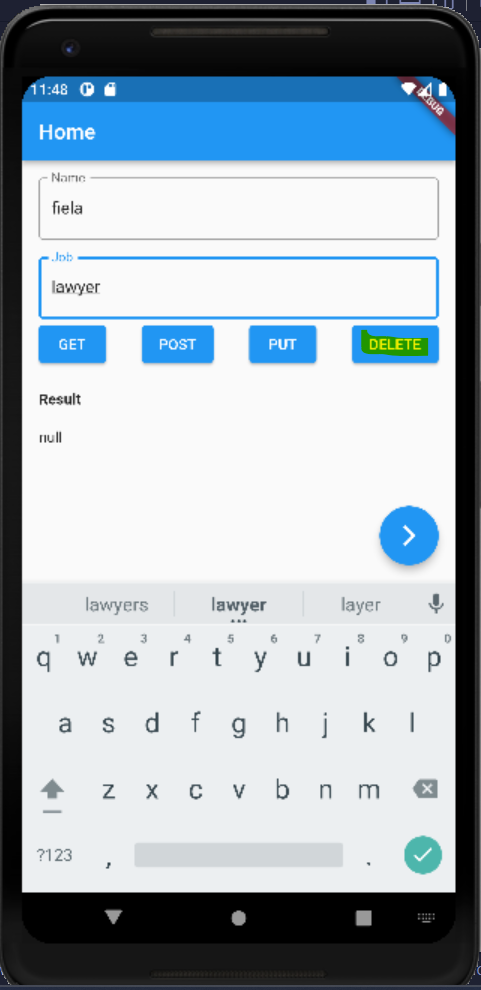 11:48
DEBUG
Home
Name
fiela
Job
lawyer
GET POST PUT DELETE
Result
null
lawyers lawyer layer
1 2 3 4 5 6 7 8 9 0
q w e r t y u i o p
a s d f g h j k l
z x c v b n m
?123 , .